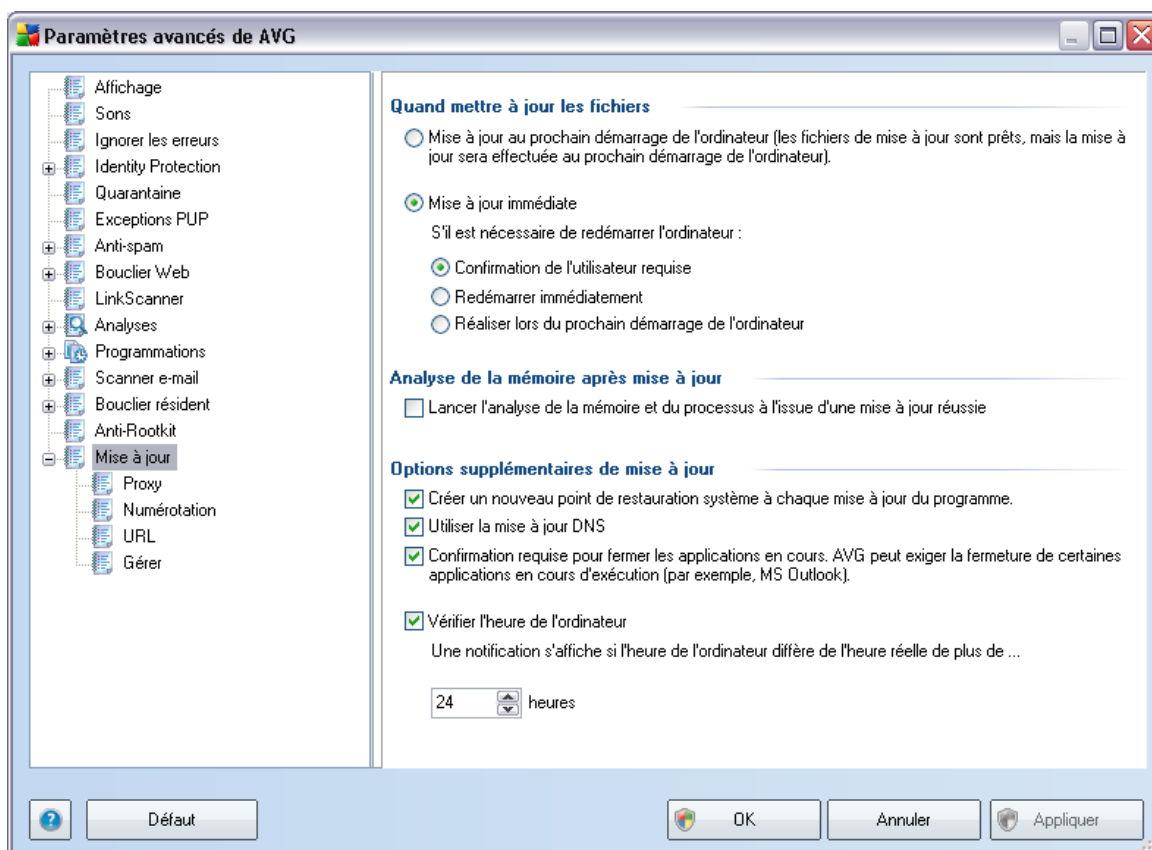 Paramètres avancés de AVG
Affichage
Sons
Ignorer les erreurs
Identity Protection
Quarantaine
Exceptions PUP
Anti-spam
Bouclier Web
LinkScanner
Analyses
Programmations
Scanner e-mail
Bouclier résident
Anti-Rootkit
Mise à jour
Proxy
Numérotation
URL
Gérer
Quand mettre à jour les fichiers
Mise à jour au prochain démarrage de l'ordinateur (les fichiers de mise à jour sont prêts, mais la mise à
jour sera effectuée au prochain démarrage de l'ordinateur).
Mise à jour immédiate
S'il est nécessaire de redémarrer l'ordinateur :
Confirmation de l'utilisateur requise
Redémarrer immédiatement
Réaliser lors du prochain démarrage de l'ordinateur
Analyse de la mémoire après mise à jour
Lancer l'analyse de la mémoire et du processus à l'issue d'une mise à jour réussie
Options supplémentaires de mise à jour
Créer un nouveau point de restauration système à chaque mise à jour du programme.
Utiliser la mise à jour DNS
Confirmation requise pour fermer les applications en cours. AVG peut exiger la fermeture de certaines
applications en cours d'exécution (par exemple, MS Outlook).
Vérifier l'heure de l'ordinateur
Une notification s'affiche si l'heure de l'ordinateur diffère de l'heure réelle de plus de ...
24 heures
? Défaut OK Annuler Appliquer